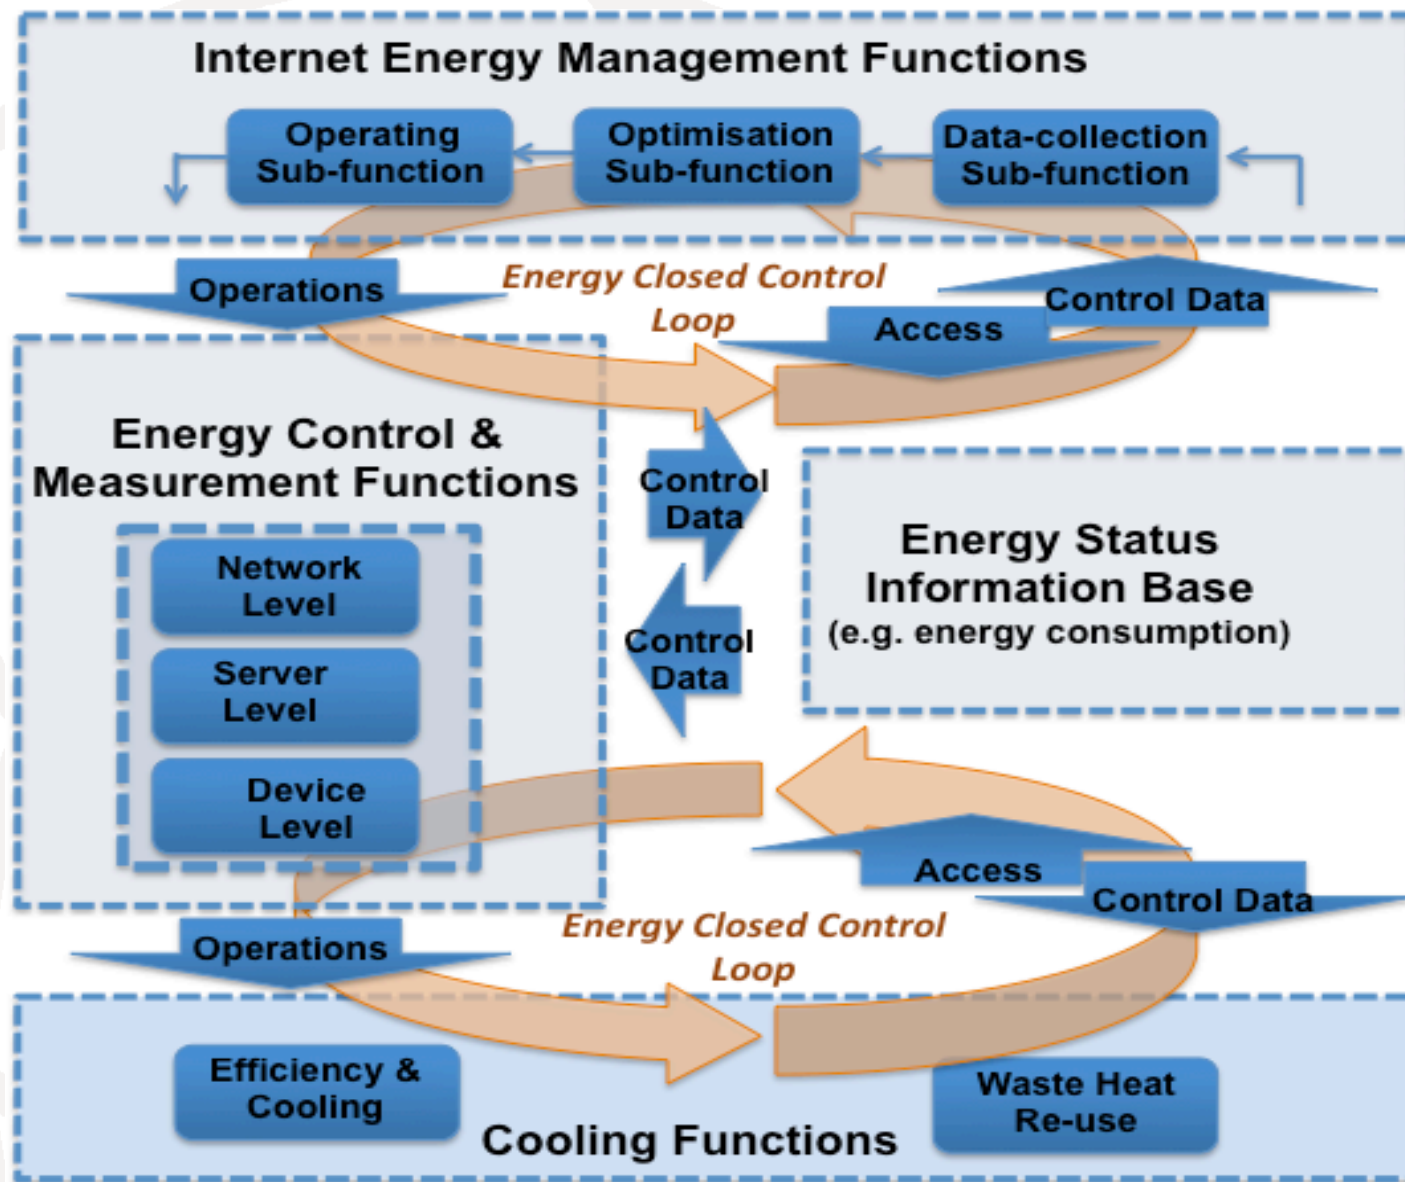 Internet Energy Management Functions
Operating
Sub-function
Optimisation
Sub-function
Data-collection
Sub-function
Operations
Energy Closed Control
Loop
Access
Control Data
Energy Control &
Measurement Functions
Network
Level
Server
Level
Device
Level
Control
Data
Control
Data
Energy Status
Information Base
(e.g. energy consumption)
Access
Control Data
Operations
Energy Closed Control
Loop
Efficiency &
Cooling
Waste Heat
Re-use
Cooling Functions